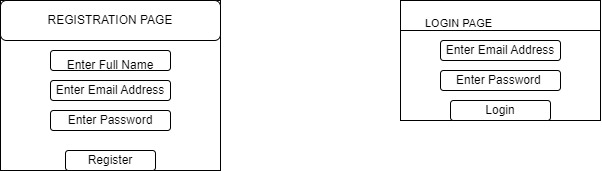 REGISTRATION PAGE
Enter Full Name
Enter Email Address
Enter Password
Register
LOGIN PAGE
Enter Email Address
Enter Password
Login